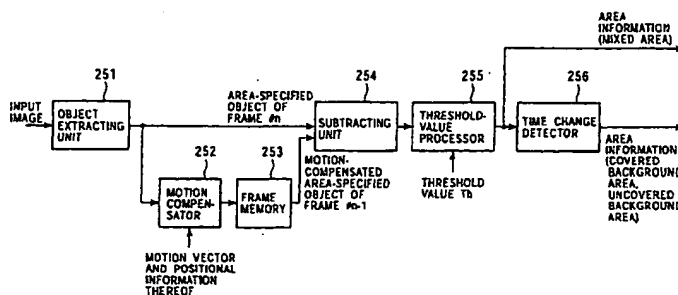 AREA
INFORMATION
(MIXED AREA)
251
254
255
256
INPUT
IMAGE
OBJECT
EXTRACTING
UNIT
AREA-SPECIFIED
OBJECT OF
FRAME #n
SUBTRACTING
UNIT
THRESHOLD-
VALUE
PROCESSOR
TIME CHANGE
DETECTOR
252
253
MOTION
COMPEN-
SATOR
FRAME
MEMORY
MOTION-
COMPENSATED
AREA-SPECIFIED
OBJECT OF
FRAME #n-1
THRESHOLD
VALUE Th
AREA
INFORMATION
(COVERED
BACKGROUND
AREA,
UNCOVERED
BACKGROUND
AREA)
MOTION VECTOR
AND POSITIONAL
INFORMATION
THEREOF